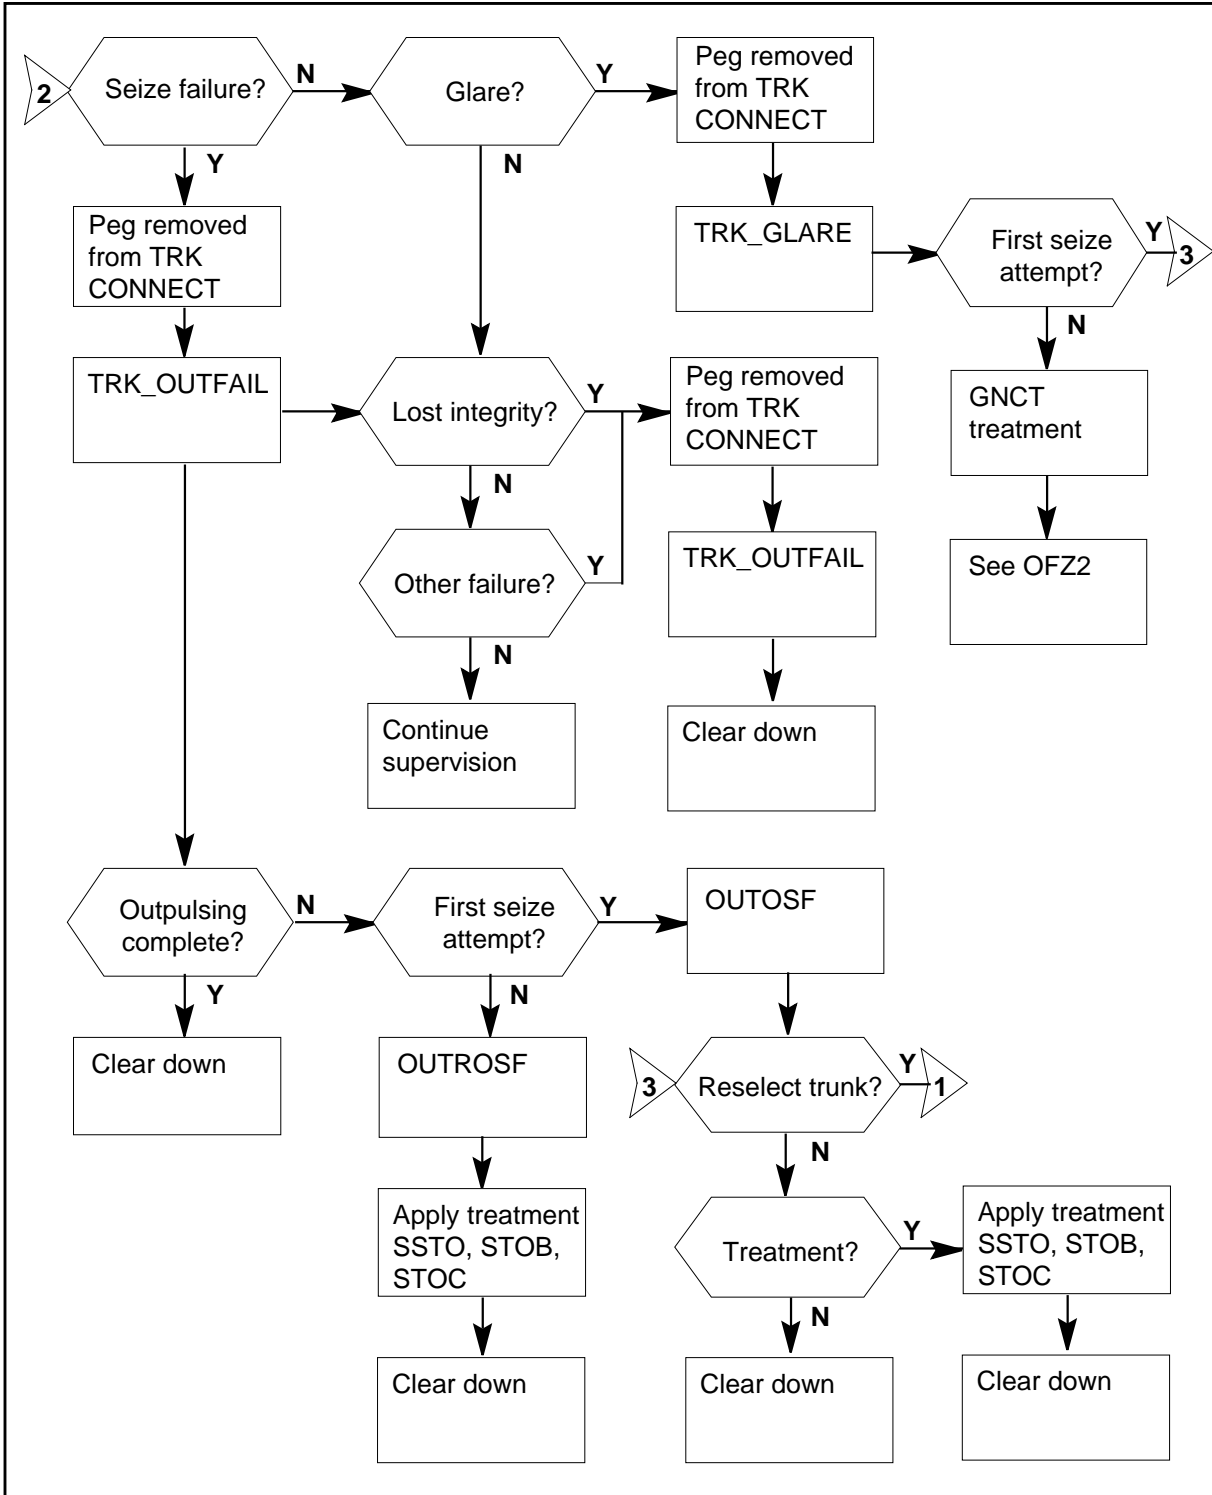 2
Seize failure?
N
Glare?
Y
Peg removed
from TRK
CONNECT
Y
N
Peg removed
from TRK
CONNECT
TRK_GLARE
First seize
attempt?
Y
3
N
TRK_OUTFAIL
Lost integrity?
Y
Peg removed
from TRK
CONNECT
GNCT
treatment
N
Other failure?
Y
TRK_OUTFAIL
See OFZ2
N
Continue
supervision
Clear down
Outpulsing
complete?
N
First seize
attempt?
Y
OUTOSF
Y
N
Clear down
OUTROSF
3
Reselect trunk?
Y
1
N
Apply treatment
SSTO, STOB,
STOC
Treatment?
Y
Apply treatment
SSTO, STOB,
STOC
N
Clear down
Clear down
Clear down